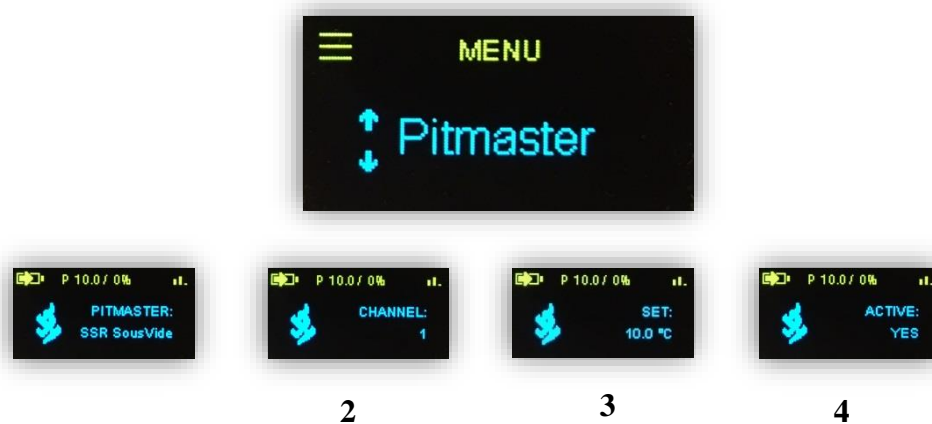 MENU
Pitmaster
P 10.0 / 0%
PITMASTER:
SSR SousVide
P 10.0 / 0%
CHANNEL:
1
P 10.0 / 0%
SET:
10.0 °C
P 10.0 / 0%
ACTIVE:
YES
2
3
4